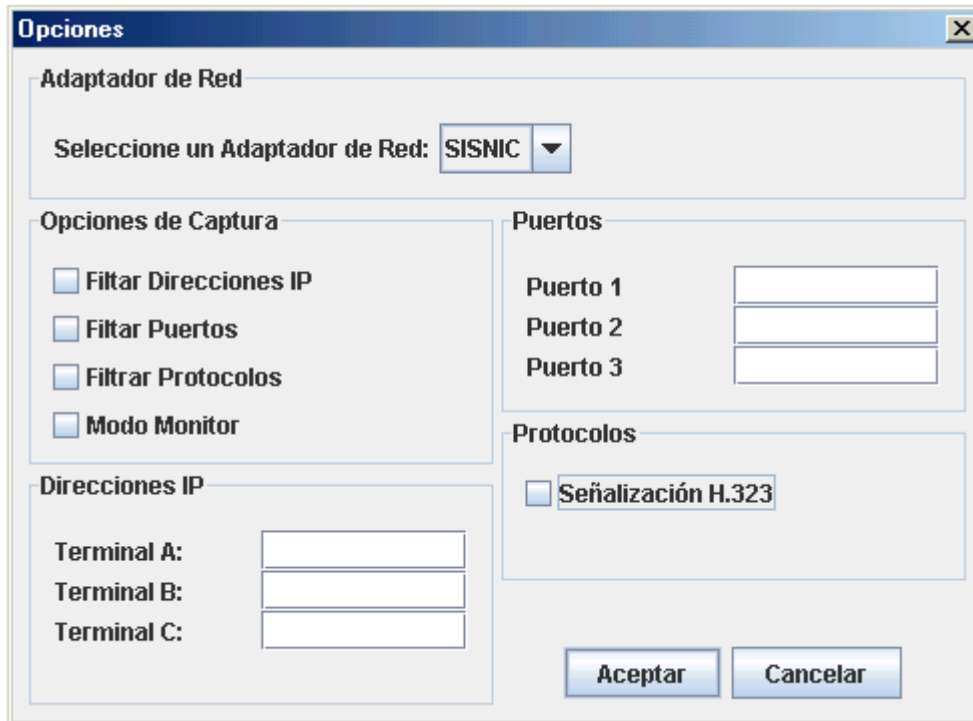 Opciones
Adaptador de Red
Seleccione un Adaptador de Red: SISNIC
Opciones de Captura
Filtar Direcciones IP
Filtar Puertos
Filtrar Protocolos
Modo Monitor
Puertos
Puerto 1
Puerto 2
Puerto 3
Protocolos
Señalización H.323
Direcciones IP
Terminal A:
Terminal B:
Terminal C:
Aceptar
Cancelar